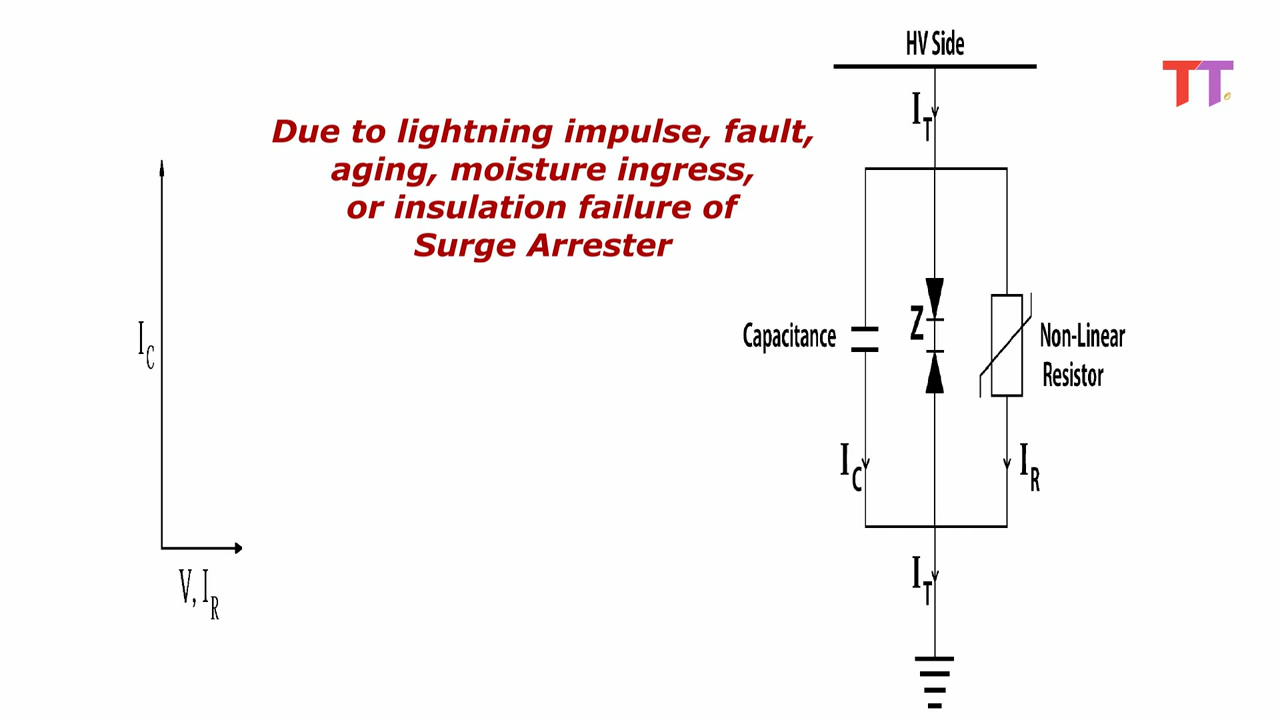 HV Side
TT
I_T
Due to lightning impulse, fault,
aging, moisture ingress,
or insulation failure of
Surge Arrester
I_C
Capacitance
Z
Non-Linear
Resistor
I_C
I_R
I_T
V, I_R